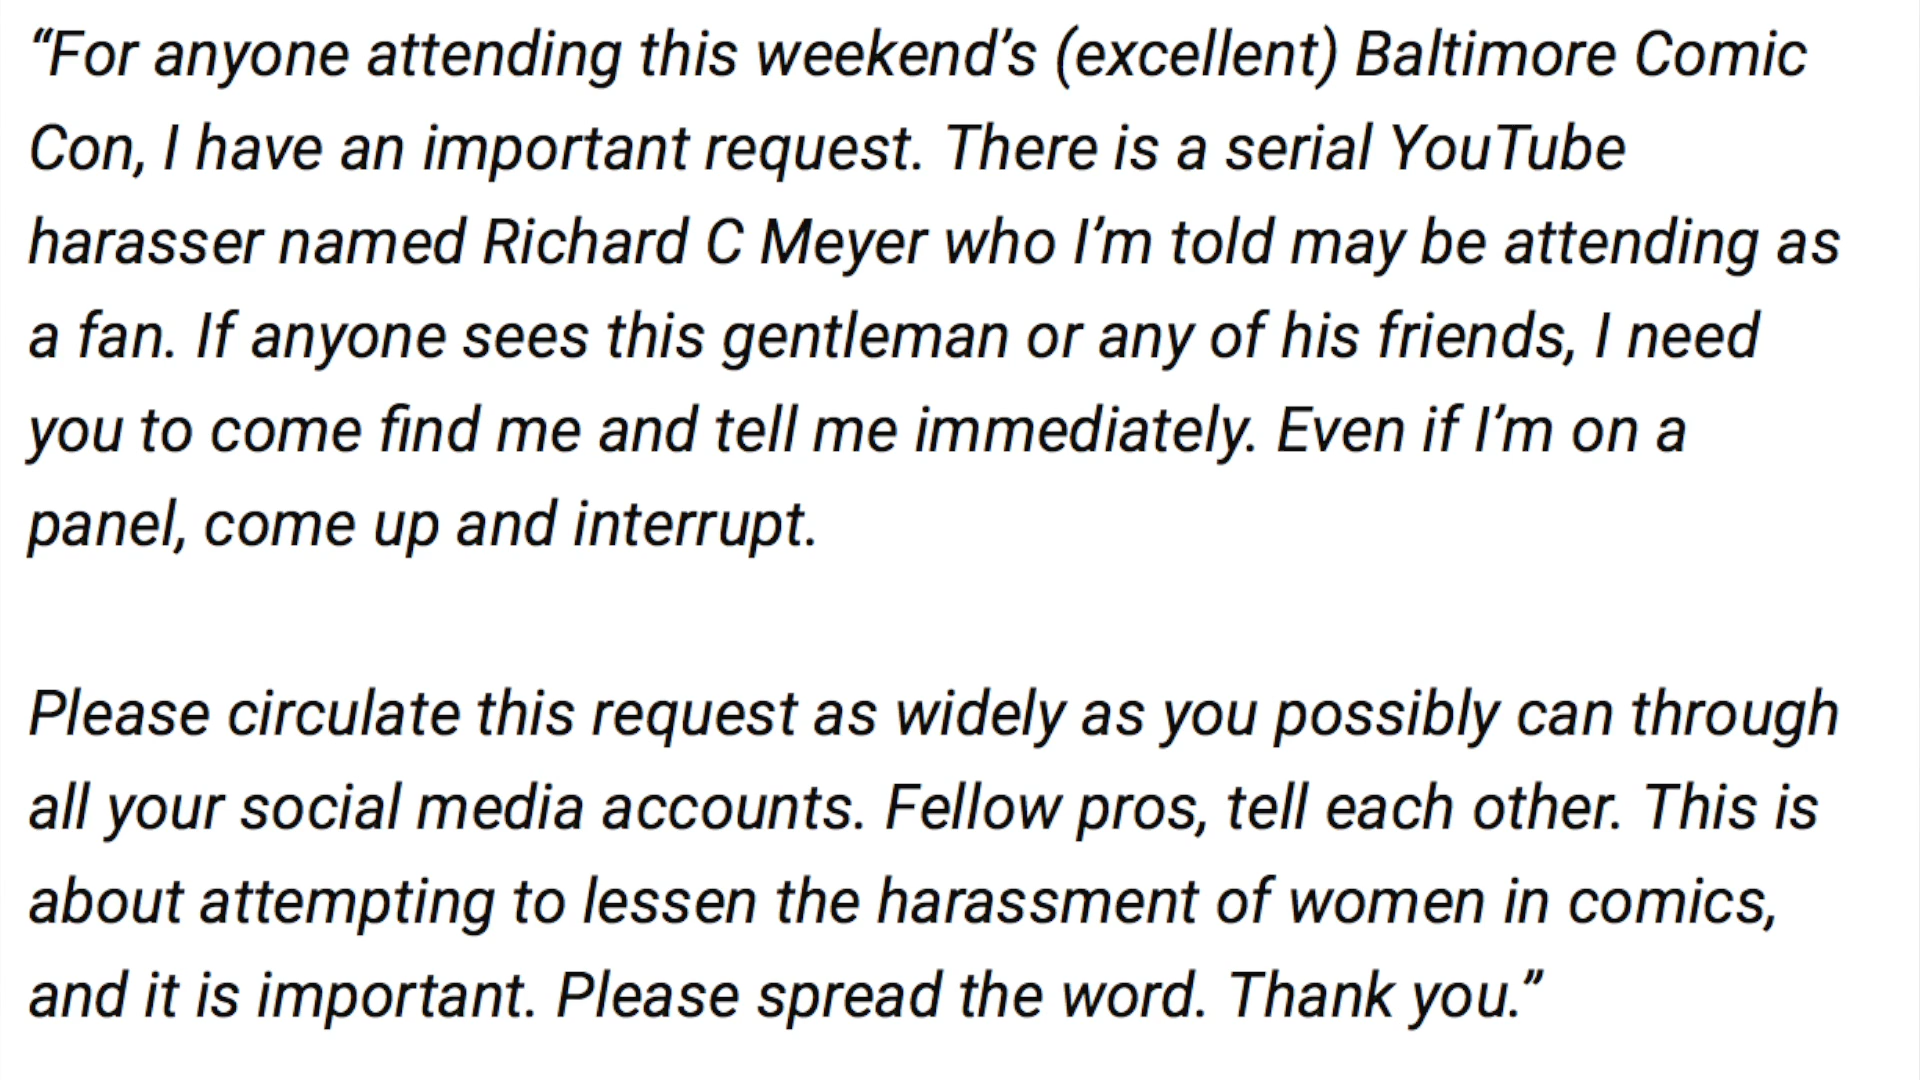 “For anyone attending this weekend’s (excellent) Baltimore Comic
Con, I have an important request. There is a serial YouTube
harasser named Richard C Meyer who I’m told may be attending as
a fan. If anyone sees this gentleman or any of his friends, I need
you to come find me and tell me immediately. Even if I’m on a
panel, come up and interrupt.
Please circulate this request as widely as you possibly can through
all your social media accounts. Fellow pros, tell each other. This is
about attempting to lessen the harassment of women in comics,
and it is important. Please spread the word. Thank you.”